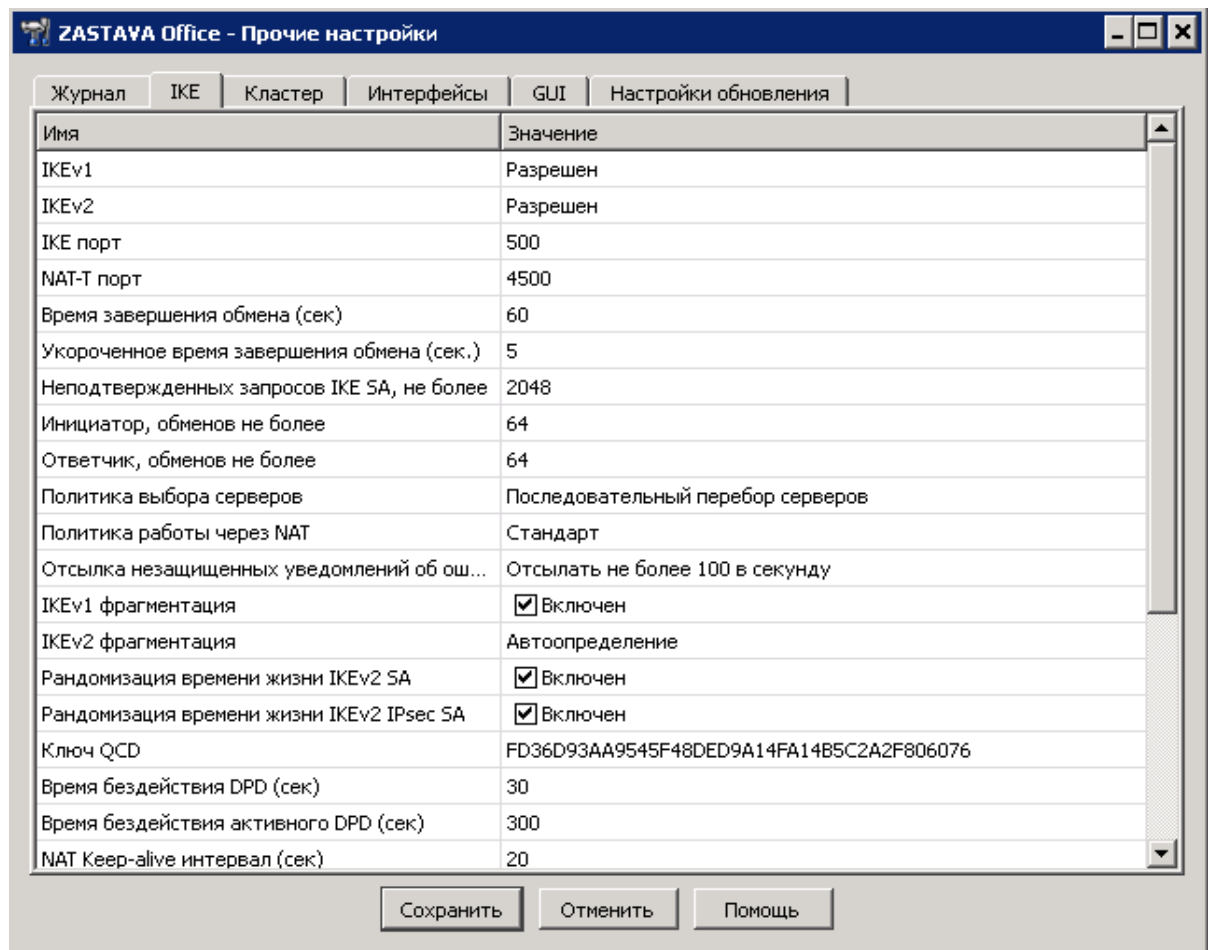 ZASTAVA Office - Прочие настройки
Журнал IKE Кластер Интерфейсы GUI Настройки обновления
Имя Значение
IKEv1 Разрешен
IKEv2 Разрешен
IKE порт 500
NAT-T порт 4500
Время завершения обмена (сек) 60
Укороченное время завершения обмена (сек.) 5
Неподтвержденных запросов IKE SA, не более 2048
Инициатор, обменов не более 64
Ответчик, обменов не более 64
Политика выбора серверов Последовательный перебор серверов
Политика работы через NAT Стандарт
Отсылка незащищенных уведомлений об ош... Отсылать не более 100 в секунду
IKEv1 фрагментация Включен
IKEv2 фрагментация Автоопределение
Рандомизация времени жизни IKEv2 SA Включен
Рандомизация времени жизни IKEv2 IPsec SA Включен
Ключ QCD FD36D93AA9545F48DED9A14FA14B5C2A2F806076
Время бездействия DPD (сек) 30
Время бездействия активного DPD (сек) 300
NAT Keep-alive интервал (сек) 20
Сохранить Отменить Помощь